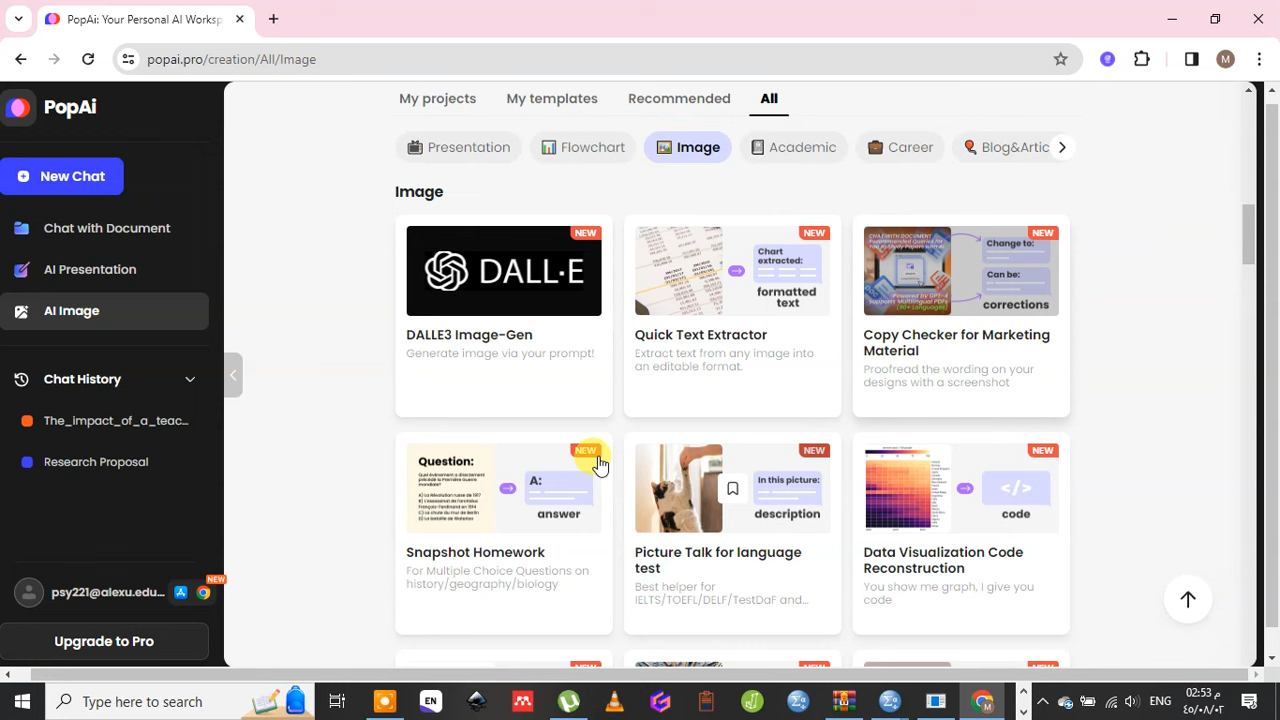 PopAi: Your Personal AI Worksp
popai.pro/creation/All/Image
M
PopAi
New Chat
Chat with Document
AI Presentation
AI Image
Chat History
The_impact_of_a_teac...
Research Proposal
NEW
psy221@alexu.edu...
Upgrade to Pro
My projects
My templates
Recommended
All
Presentation
Flowchart
Image
Academic
Career
Blog&Artic
Image
NEW
DALL·E
DALLE3 Image-Gen
Generate image via your prompt!
NEW
Chart
extracted:
formatted
text
Quick Text Extractor
Extract text from any image into
an editable format.
NEW
CHAT WITH DOCUMENT
Change to:
Can be:
corrections
Copy Checker for Marketing
Material
Proofread the wording on your
designs with a screenshot
NEW
Question:
A:
answer
Snapshot Homework
For Multiple Choice Questions on
history/geography/biology
NEW
In this picture:
description
Picture Talk for language
test
Best helper for
IELTS/TOEFL/DELF/TestDaF and...
NEW
</>
code
Data Visualization Code
Reconstruction
You show me graph, I give you
code
Type here to search
EN
ENG
02:53 م
٤٥/٠٨/٠٢